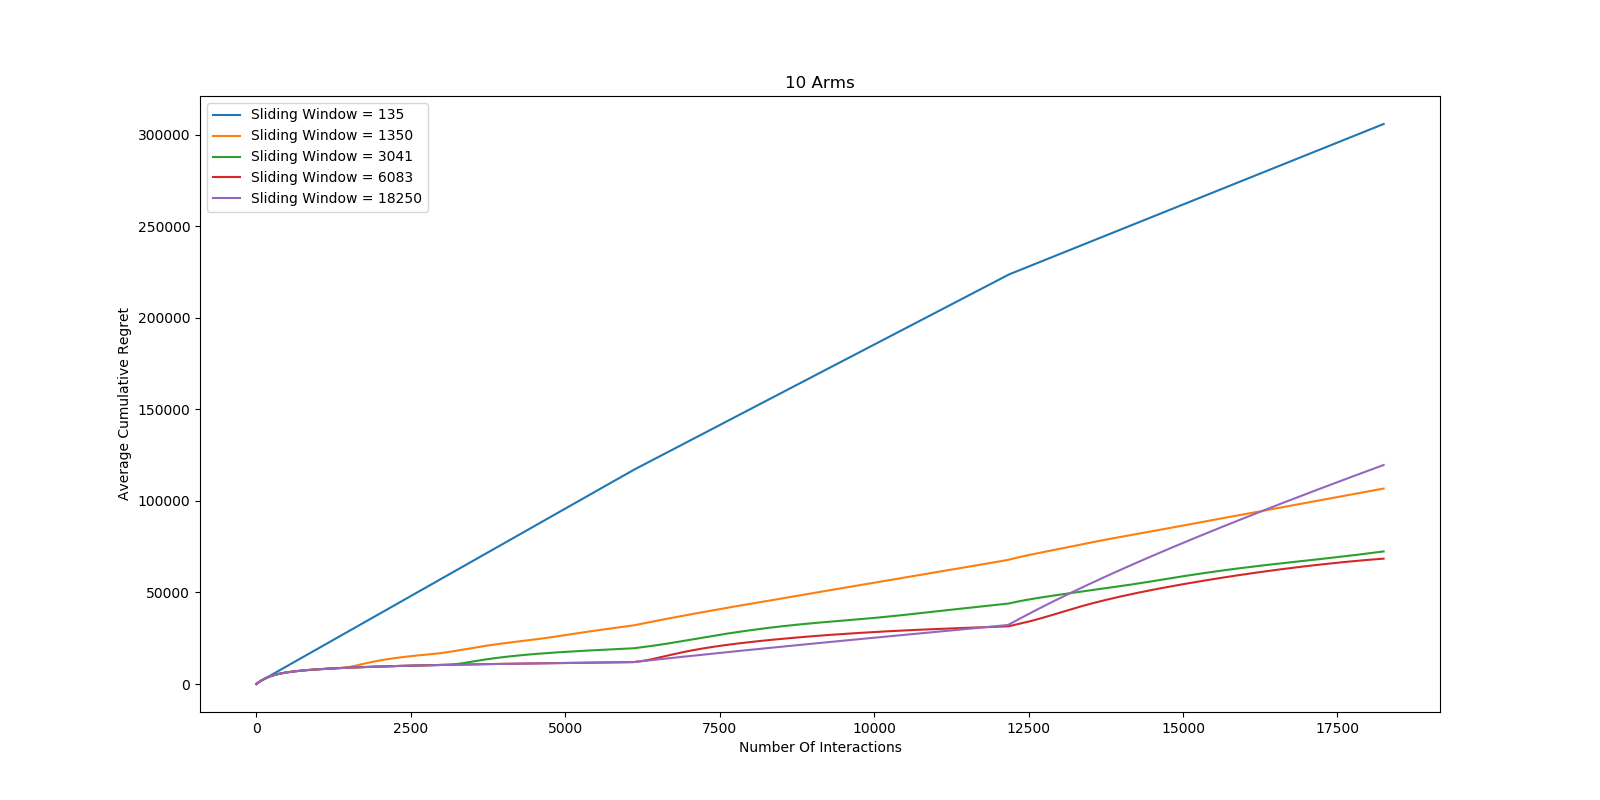 10 Arms
Sliding Window = 135
Sliding Window = 1350
Sliding Window = 3041
Sliding Window = 6083
Sliding Window = 18250
300000
250000
200000
150000
100000
50000
0
Average Cumulative Regret
0 2500 5000 7500 10000 12500 15000 17500
Number Of Interactions